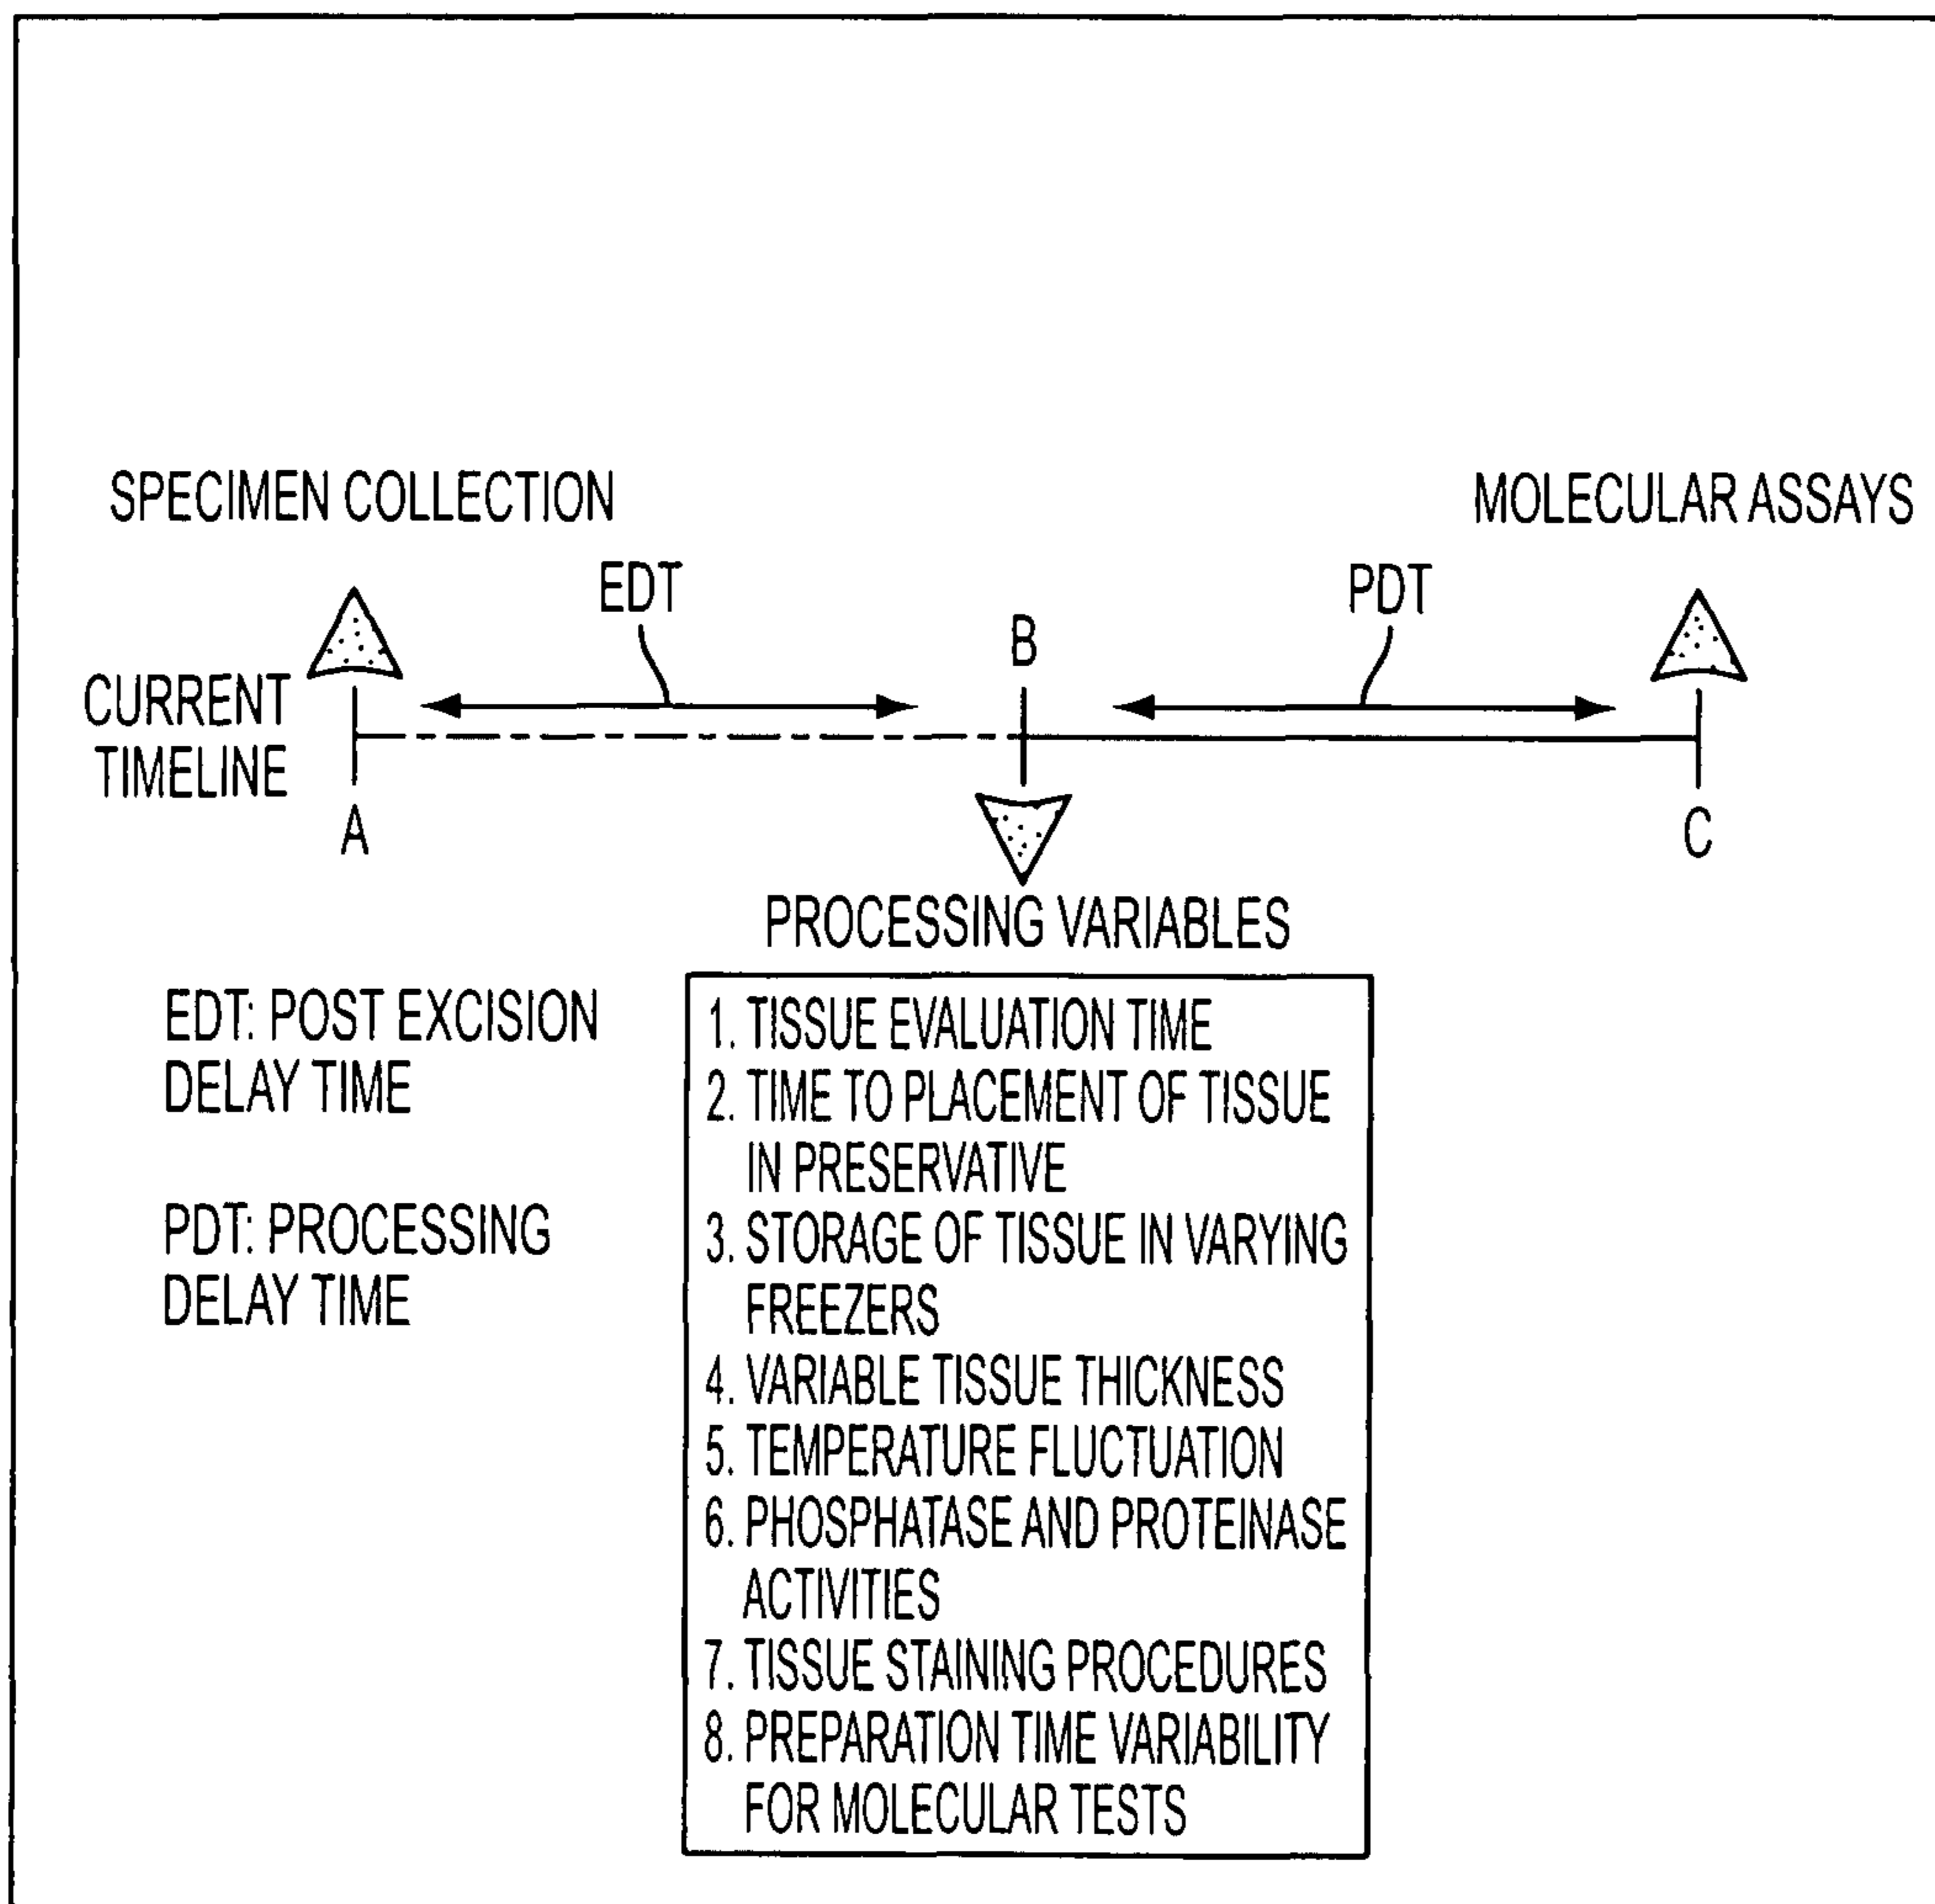 SPECIMEN COLLECTION
MOLECULAR ASSAYS
EDT
PDT
B
CURRENT
TIMELINE
A
C
PROCESSING VARIABLES
EDT: POST EXCISION
DELAY TIME
PDT: PROCESSING
DELAY TIME
1. TISSUE EVALUATION TIME
2. TIME TO PLACEMENT OF TISSUE
IN PRESERVATIVE
3. STORAGE OF TISSUE IN VARYING
FREEZERS
4. VARIABLE TISSUE THICKNESS
5. TEMPERATURE FLUCTUATION
6. PHOSPHATASE AND PROTEINASE
ACTIVITIES
7. TISSUE STAINING PROCEDURES
8. PREPARATION TIME VARIABILITY
FOR MOLECULAR TESTS